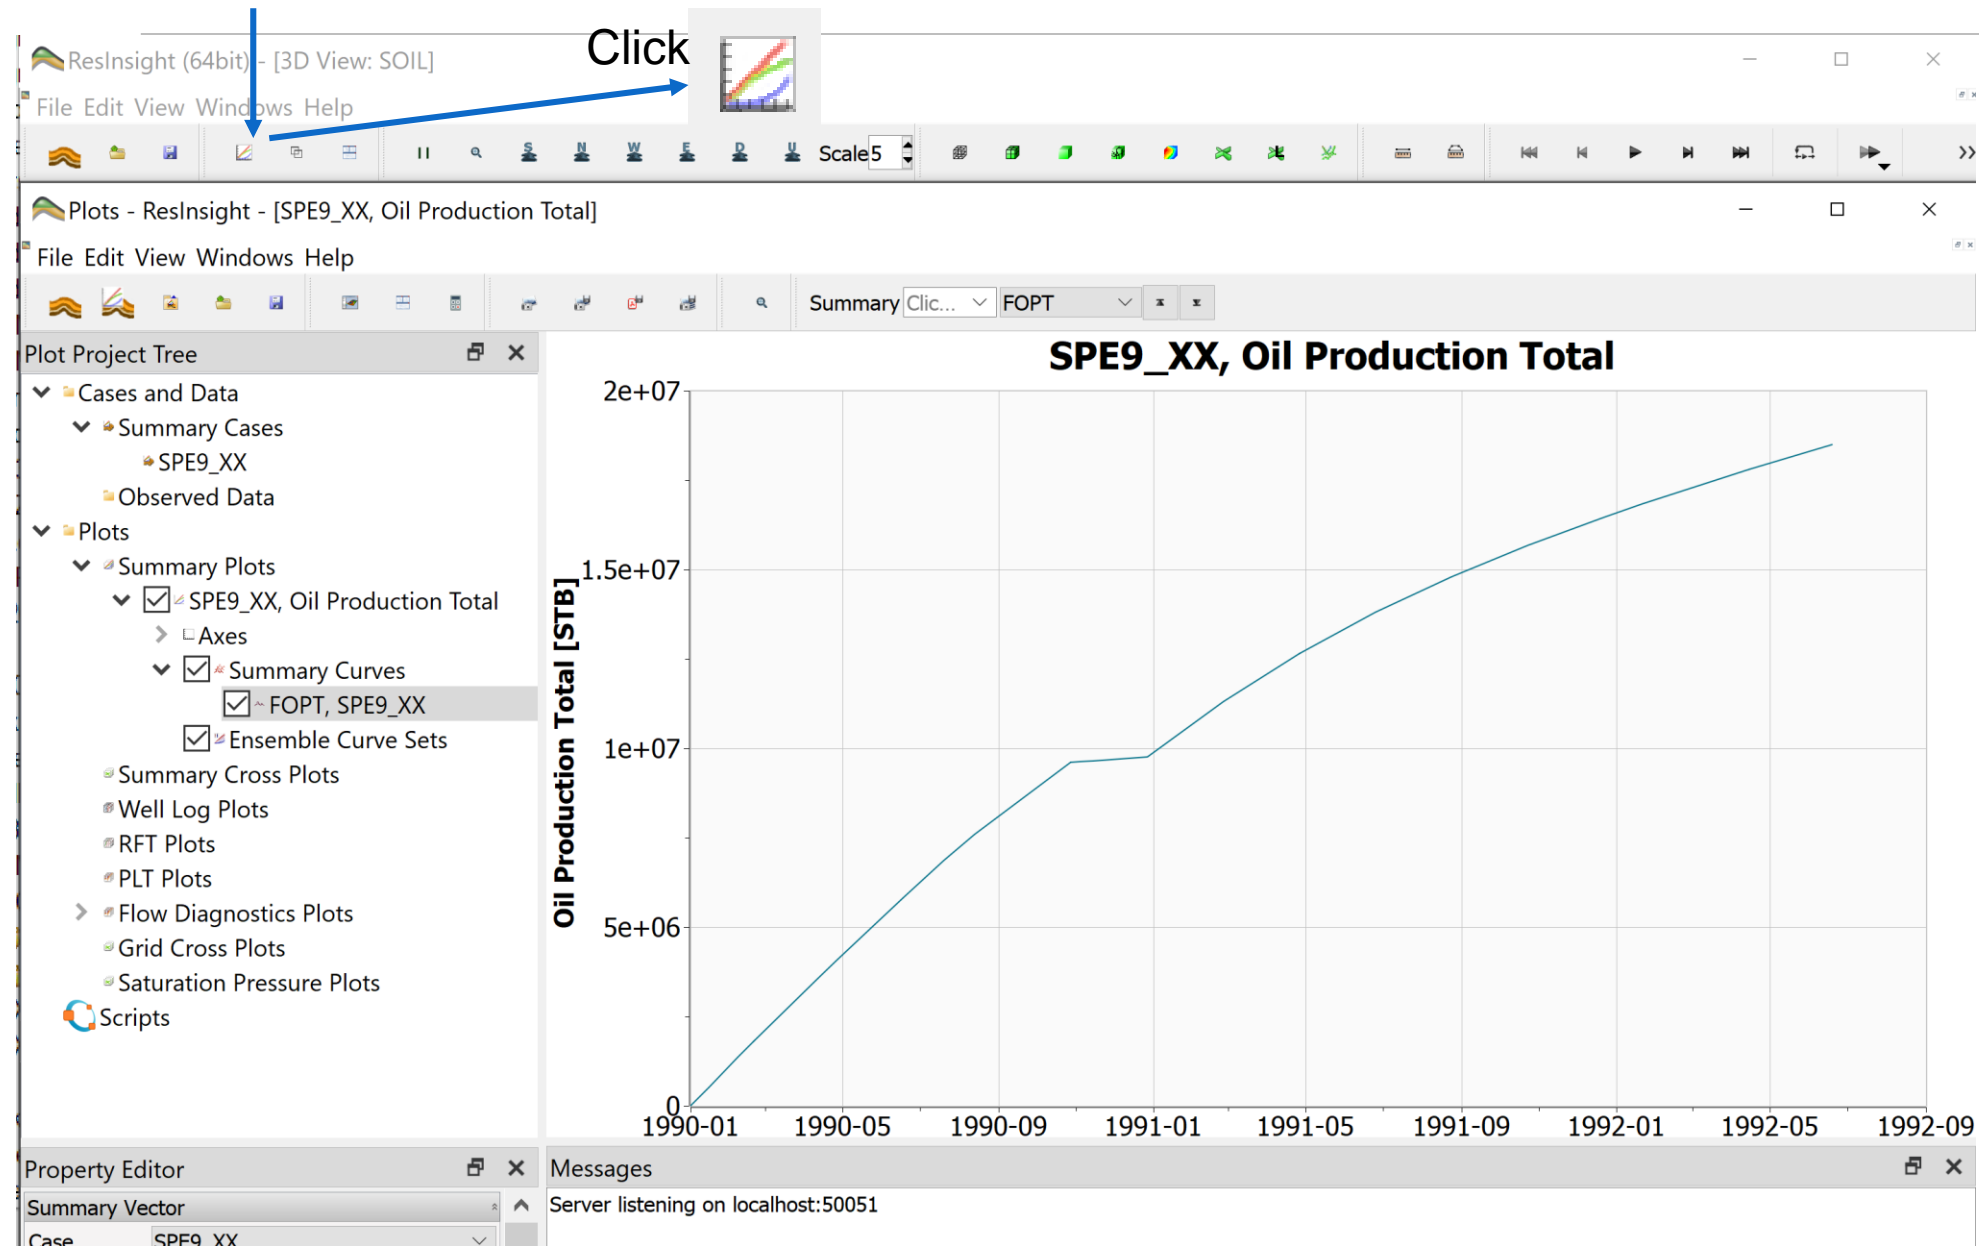 Click
ResInsight (64bit) - [3D View: SOIL]
File Edit View Windows Help
S N W E D U Scale 5
Plots - ResInsight - [SPE9_XX, Oil Production Total]
File Edit View Windows Help
Summary Clic... FOPT
Plot Project Tree
Cases and Data
Summary Cases
SPE9_XX
Observed Data
Plots
Summary Plots
SPE9_XX, Oil Production Total
Axes
Summary Curves
FOPT, SPE9_XX
Ensemble Curve Sets
Summary Cross Plots
Well Log Plots
RFT Plots
PLT Plots
Flow Diagnostics Plots
Grid Cross Plots
Saturation Pressure Plots
Scripts
SPE9_XX, Oil Production Total
Oil Production Total [STB]
2e+07
1.5e+07
1e+07
5e+06
0
1990-01 1990-05 1990-09 1991-01 1991-05 1991-09 1992-01 1992-05 1992-09
Property Editor
Summary Vector
Case SPE9_XX
Messages
Server listening on localhost:50051